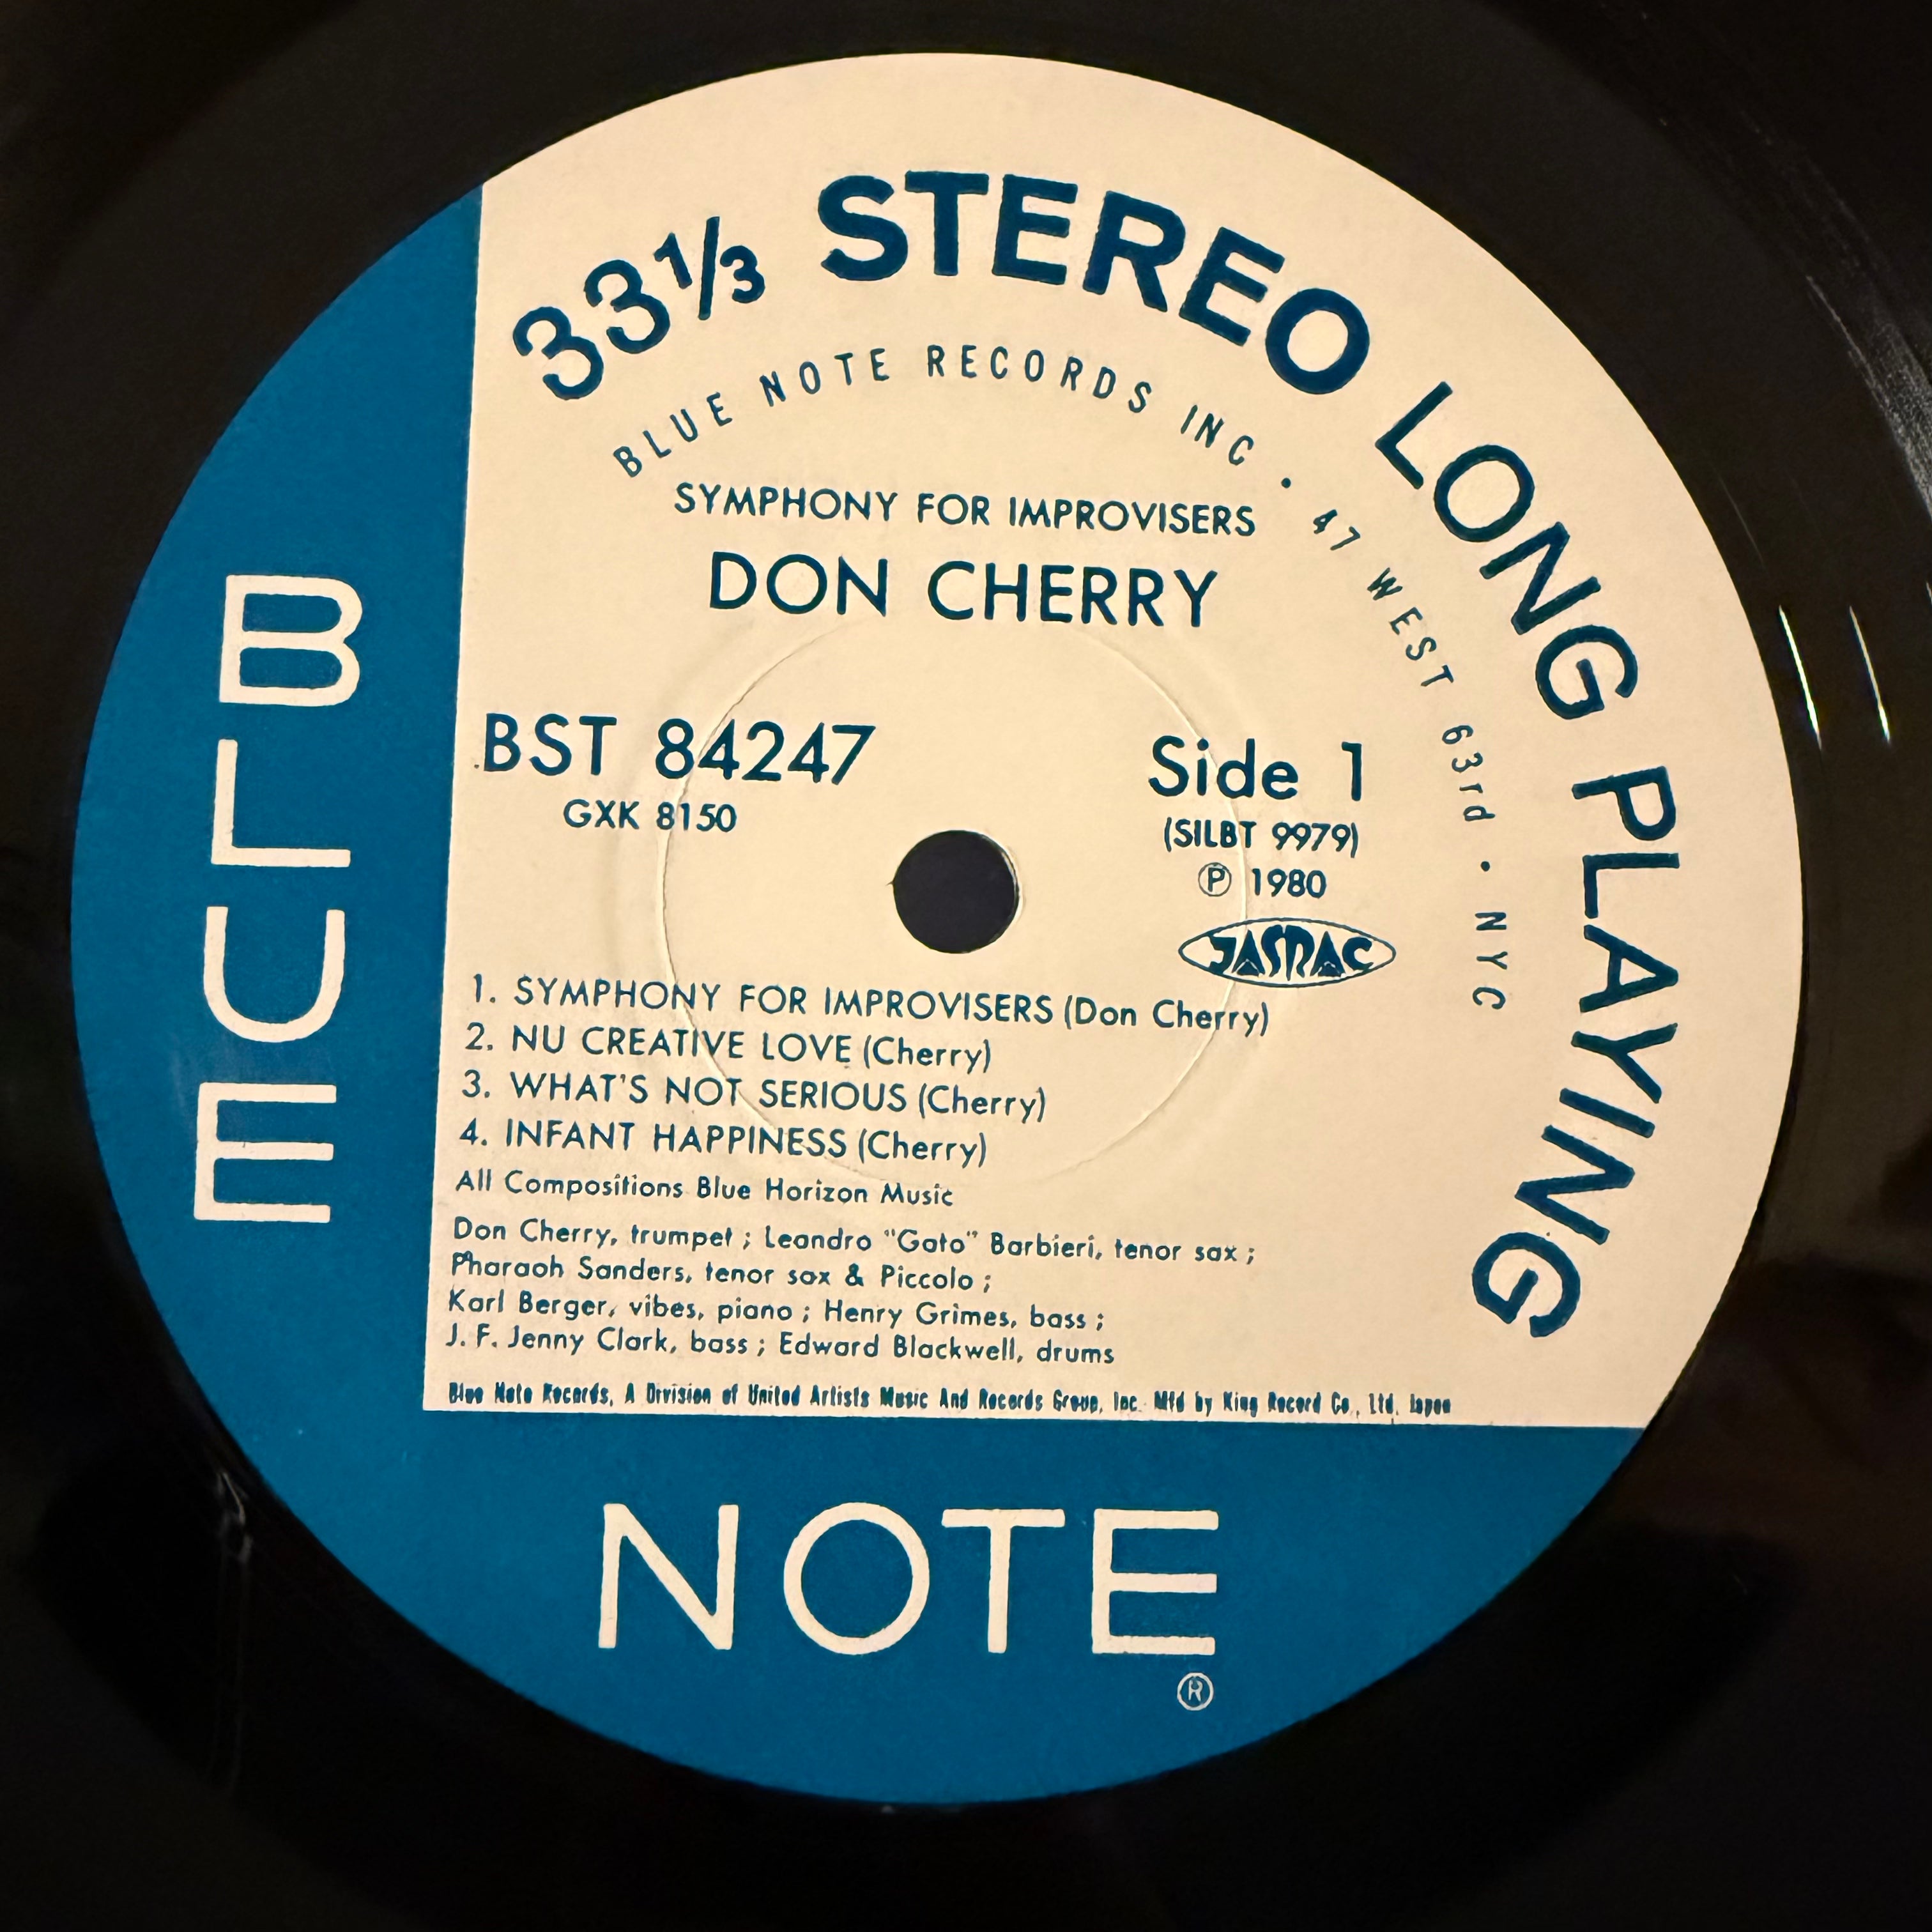 33⅓ STEREO LONG PLAYING
BLUE NOTE RECORDS INC · 47 WEST 63rd · NYC
SYMPHONY FOR IMPROVISERS
DON CHERRY
BST 84247
GXK 8150
Side 1
(SILBT 9979)
Ⓟ 1980
JASRAC
1. SYMPHONY FOR IMPROVISERS (Don Cherry)
2. NU CREATIVE LOVE (Cherry)
3. WHAT'S NOT SERIOUS (Cherry)
4. INFANT HAPPINESS (Cherry)
All Compositions Blue Horizon Music
Don Cherry, trumpet ; Leandro "Gato" Barbieri, tenor sax ;
Pharaoh Sanders, tenor sax & Piccolo ;
Karl Berger, vibes, piano ; Henry Grimes, bass ;
J. F. Jenny Clark, bass ; Edward Blackwell, drums
Blue Note Records, A Division of United Artists Music And Records Group, Inc. Mfd by King Record Co., Ltd. Japan
BLUE
NOTE
®